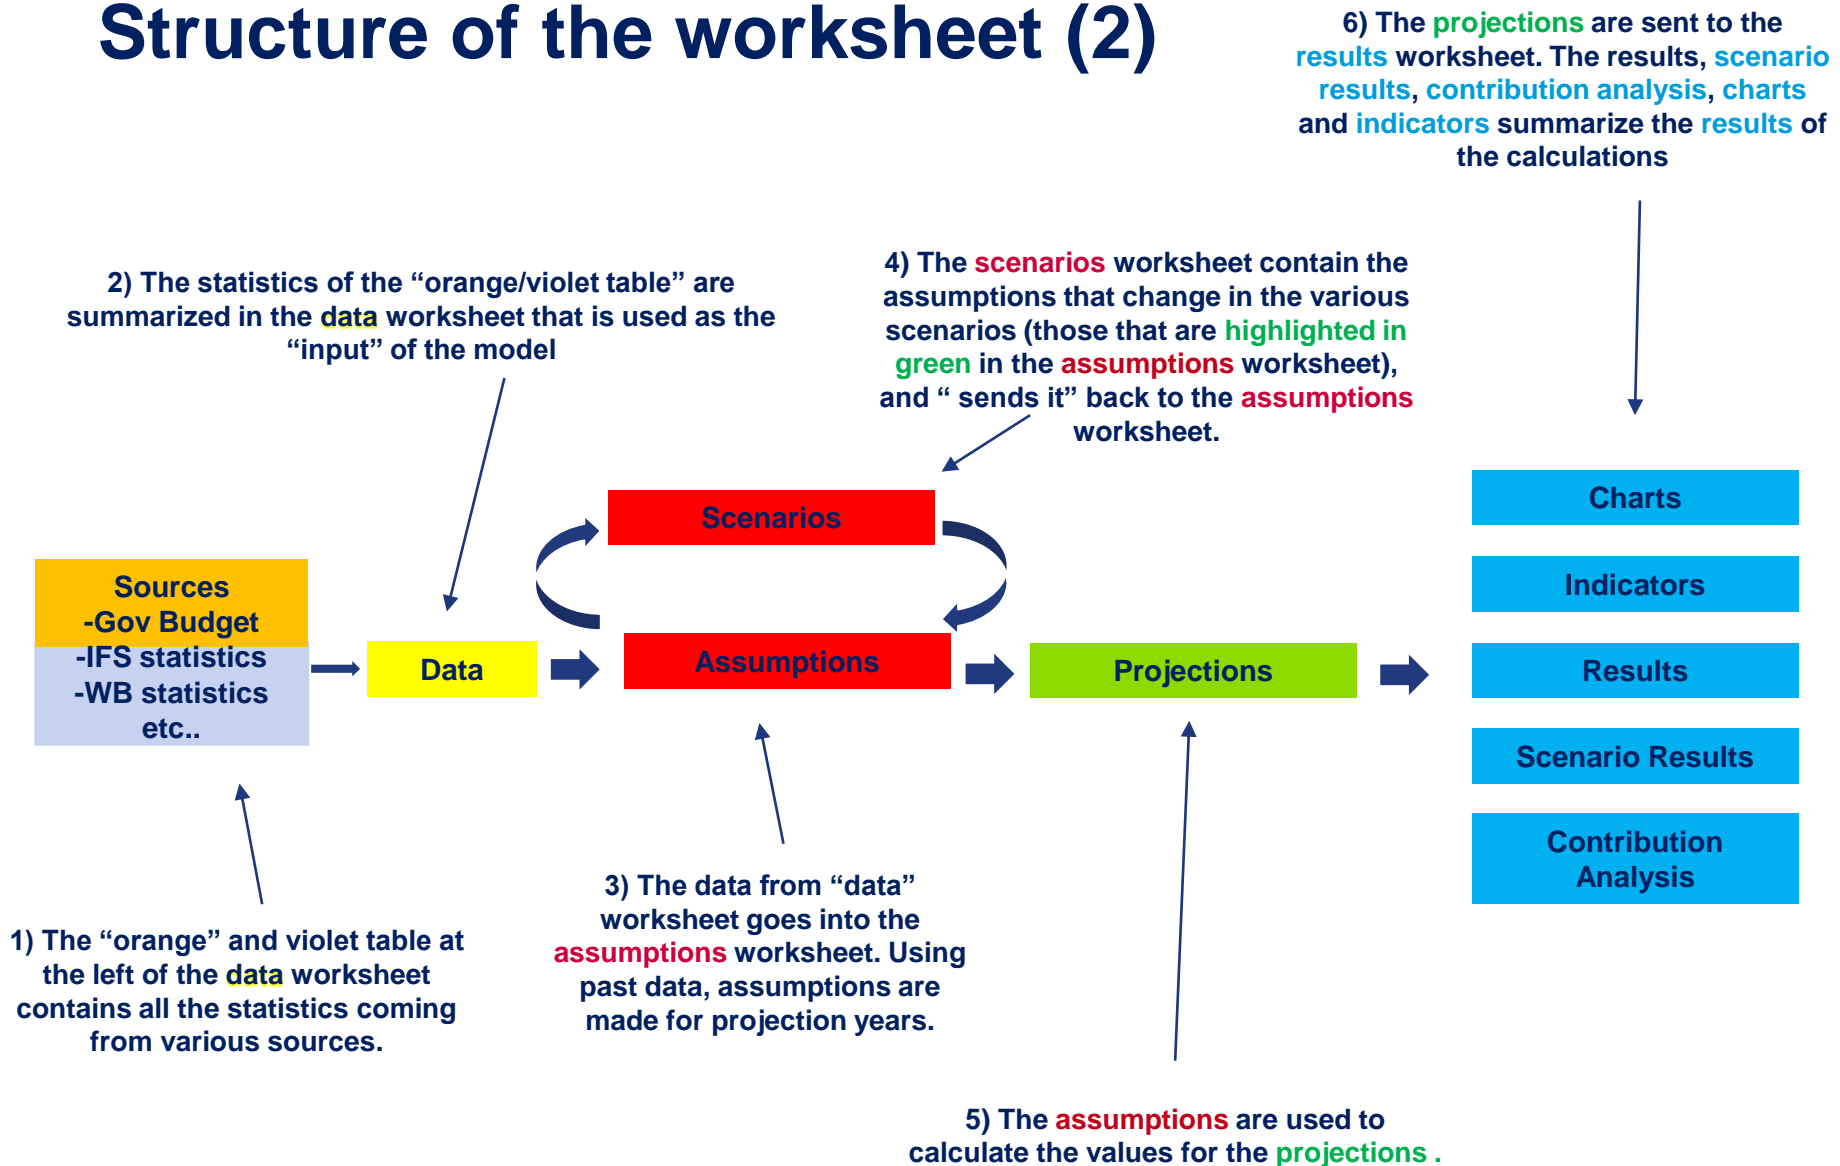 Structure of the worksheet (2)
6) The projections are sent to the
results worksheet. The results, scenario
results, contribution analysis, charts
and indicators summarize the results of
the calculations
2) The statistics of the “orange/violet table” are
summarized in the data worksheet that is used as the
“input” of the model
4) The scenarios worksheet contain the
assumptions that change in the various
scenarios (those that are highlighted in
green in the assumptions worksheet),
and “ sends it” back to the assumptions
worksheet.
Sources
-Gov Budget
-IFS statistics
-WB statistics
etc..
Data
Scenarios
Assumptions
Projections
Charts
Indicators
Results
Scenario Results
Contribution
Analysis
1) The “orange” and violet table at
the left of the data worksheet
contains all the statistics coming
from various sources.
3) The data from “data”
worksheet goes into the
assumptions worksheet. Using
past data, assumptions are
made for projection years.
5) The assumptions are used to
calculate the values for the projections .